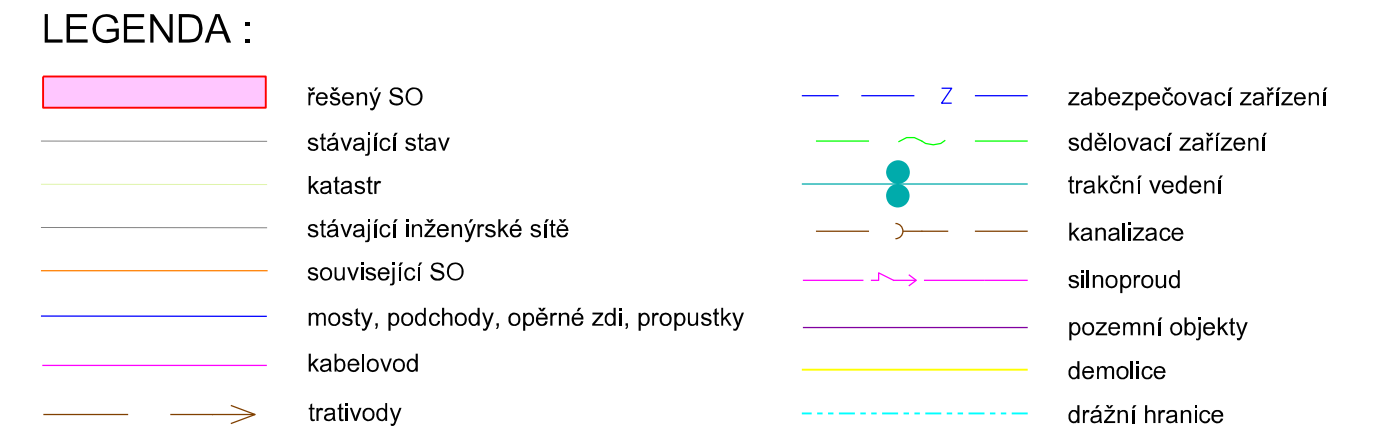 LEGENDA :
řešený SO
stávající stav
katastr
stávající inženýrské sítě
související SO
mosty, podchody, opěrné zdi, propustky
kabelovod
trativody
Z zabezpečovací zařízení
sdělovací zařízení
trakční vedení
kanalizace
silnoproud
pozemní objekty
demolice
drážní hranice